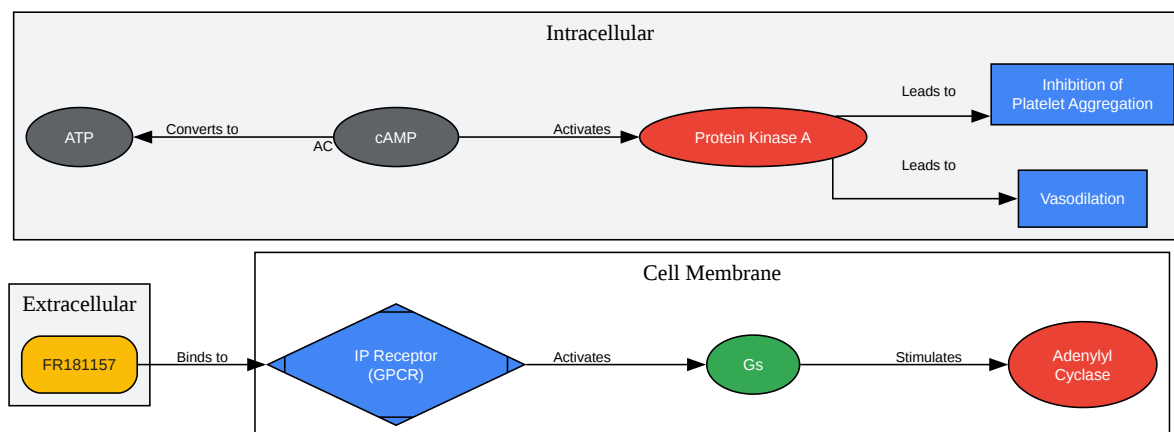 Intracellular
ATP
Converts to
AC
cAMP
Activates
Protein Kinase A
Leads to
Inhibition of
Platelet Aggregation
Leads to
Vasodilation
Extracellular
FR181157
Binds to
Cell Membrane
IP Receptor
(GPCR)
Activates
Gs
Stimulates
Adenylyl
Cyclase